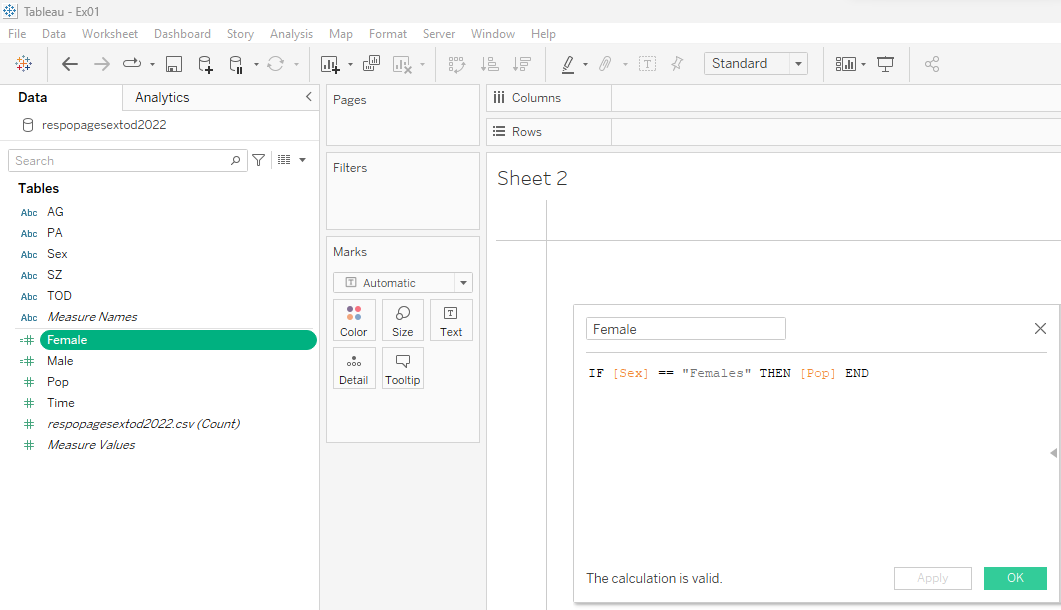 Tableau - Ex01
File Data Worksheet Dashboard Story Analysis Map Format Server Window Help
Standard
Data Analytics
respopagesextod2022
Search
Tables
Abc AG
Abc PA
Abc Sex
Abc SZ
Abc TOD
Abc Measure Names
=# Female
=# Male
# Pop
# Time
# respopagesextod2022.csv (Count)
# Measure Values
Pages
Filters
Marks
T Automatic
Color Size Text
Detail Tooltip
Columns
Rows
Sheet 2
Female
IF [Sex] == "Females" THEN [Pop] END
The calculation is valid.
Apply OK